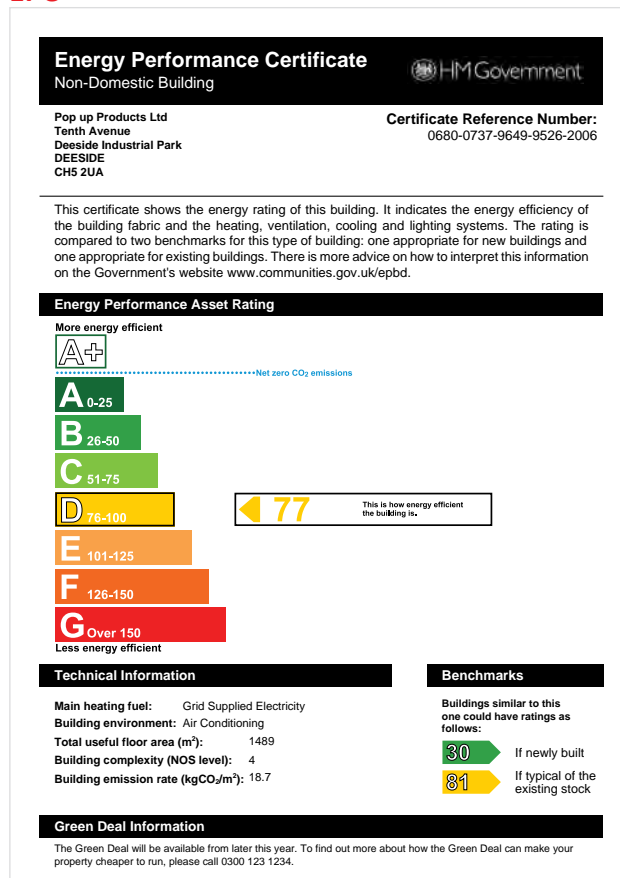 Energy Performance Certificate
Non-Domestic Building
HM Government
Pop up Products Ltd
Tenth Avenue
Deeside Industrial Park
DEESIDE
CH5 2UA
Certificate Reference Number:
0680-0737-9649-9526-2006
This certificate shows the energy rating of this building. It indicates the energy efficiency of
the building fabric and the heating, ventilation, cooling and lighting systems. The rating is
compared to two benchmarks for this type of building: one appropriate for new buildings and
one appropriate for existing buildings. There is more advice on how to interpret this information
on the Government's website www.communities.gov.uk/epbd.
Energy Performance Asset Rating
More energy efficient
A+
Net zero CO₂ emissions
A 0-25
B 26-50
C 51-75
D 76-100
77 This is how energy efficient
the building is.
E 101-125
F 126-150
G Over 150
Less energy efficient
Technical Information
Main heating fuel: Grid Supplied Electricity
Building environment: Air Conditioning
Total useful floor area (m²): 1489
Building complexity (NOS level): 4
Building emission rate (kgCO₂/m²): 18.7
Benchmarks
Buildings similar to this
one could have ratings as
follows:
30 If newly built
81 If typical of the
existing stock
Green Deal Information
The Green Deal will be available from later this year. To find out more about how the Green Deal can make your
property cheaper to run, please call 0300 123 1234.